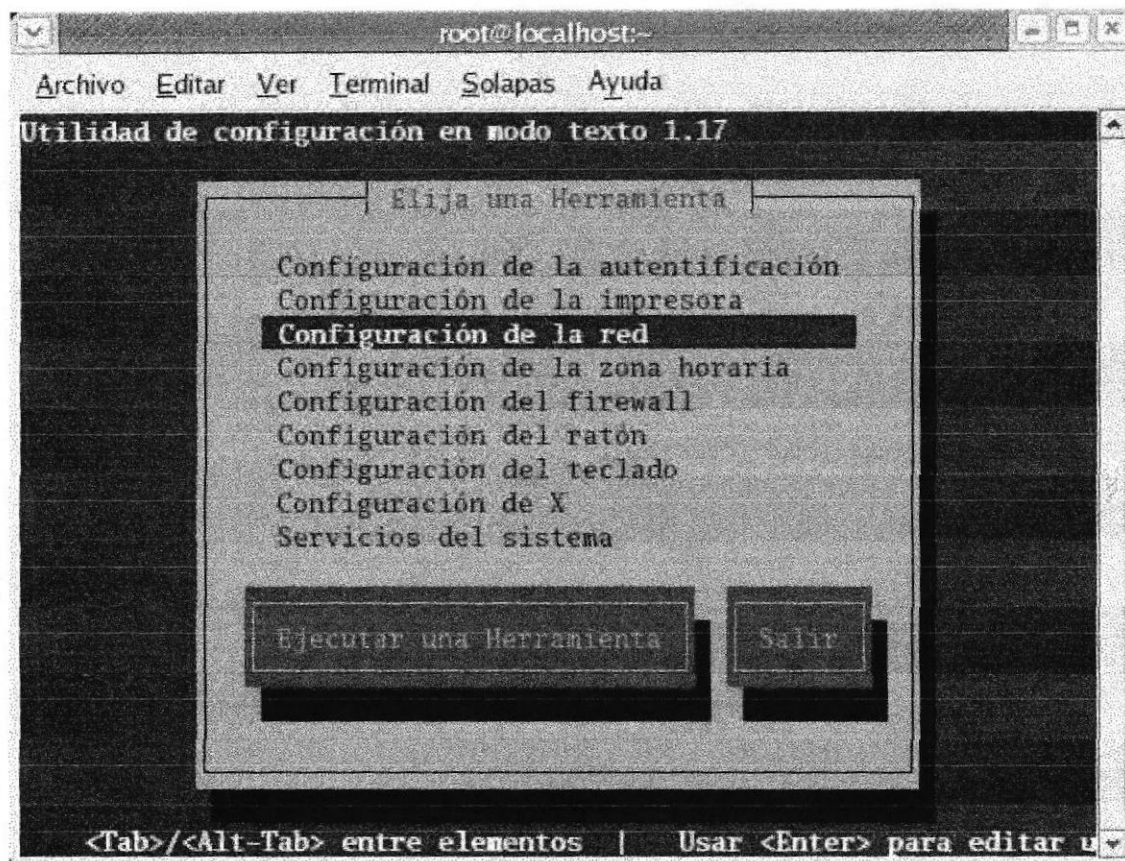 root@localhost:~
Archivo Editar Ver Terminal Solapas Ayuda
Utilidad de configuración en modo texto 1.17
Elija una Herramienta
Configuración de la autentificación
Configuración de la impresora
Configuración de la red
Configuración de la zona horaria
Configuración del firewall
Configuración del ratón
Configuración del teclado
Configuración de X
Servicios del sistema
Ejecutar una Herramienta Salir
<Tab>/<Alt-Tab> entre elementos | Usar <Enter> para editar u